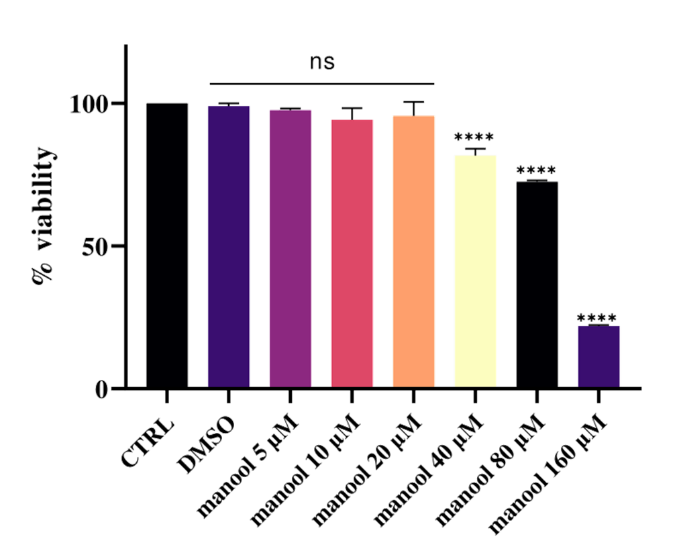 ns
100
50
0
% viability
****
****
****
CTRL
DMSO
manool 5 µM
manool 10 µM
manool 20 µM
manool 40 µM
manool 80 µM
manool 160 µM